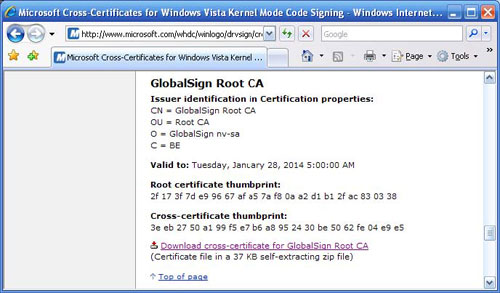 Microsoft Cross-Certificates for Windows Vista Kernel Mode Code Signing - Windows Internet...
http://www.microsoft.com/whdc/winlogo/drvsign/cr
Google
Microsoft Cross-Certificates for Windows Vista Kernel ...
Page
Tools
GlobalSign Root CA
Issuer identification in Certification properties:
CN = GlobalSign Root CA
OU = Root CA
O = GlobalSign nv-sa
C = BE
Valid to: Tuesday, January 28, 2014 5:00:00 AM
Root certificate thumbprint:
2f 17 3f 7d e9 96 67 af a5 7a f8 0a a2 d1 b1 2f ac 83 03 38
Cross-certificate thumbprint:
3e eb 27 50 a1 99 f5 e7 b6 a8 95 24 30 be 50 62 fe 04 e9 e5
Download cross-certificate for GlobalSign Root CA
(Certificate file in a 37 KB self-extracting zip file)
Top of page